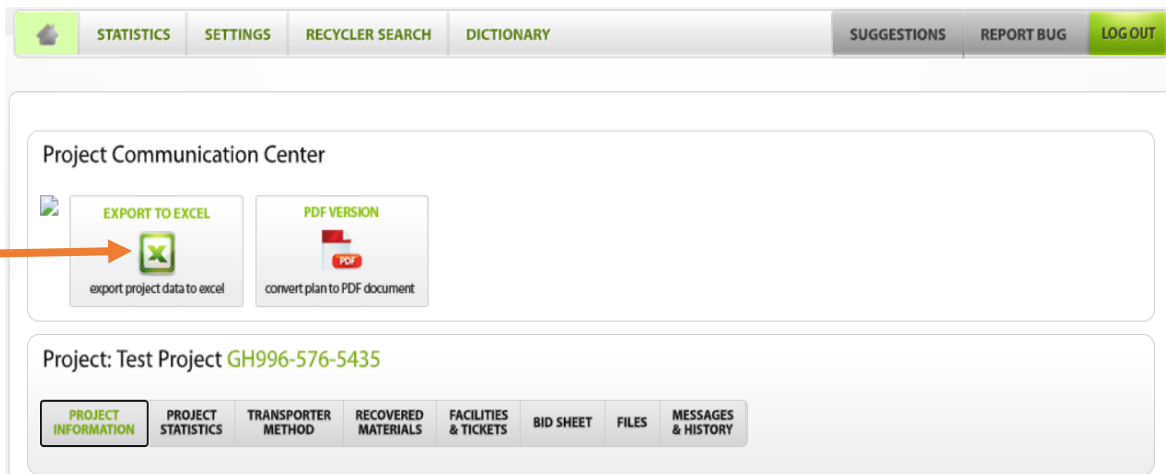 STATISTICS SETTINGS RECYCLER SEARCH DICTIONARY SUGGESTIONS REPORT BUG LOG OUT
Project Communication Center
EXPORT TO EXCEL
export project data to excel
PDF VERSION
PDF
convert plan to PDF document
Project: Test Project GH996-576-5435
PROJECT INFORMATION
PROJECT STATISTICS
TRANSPORTER METHOD
RECOVERED MATERIALS
FACILITIES & TICKETS
BID SHEET
FILES
MESSAGES & HISTORY